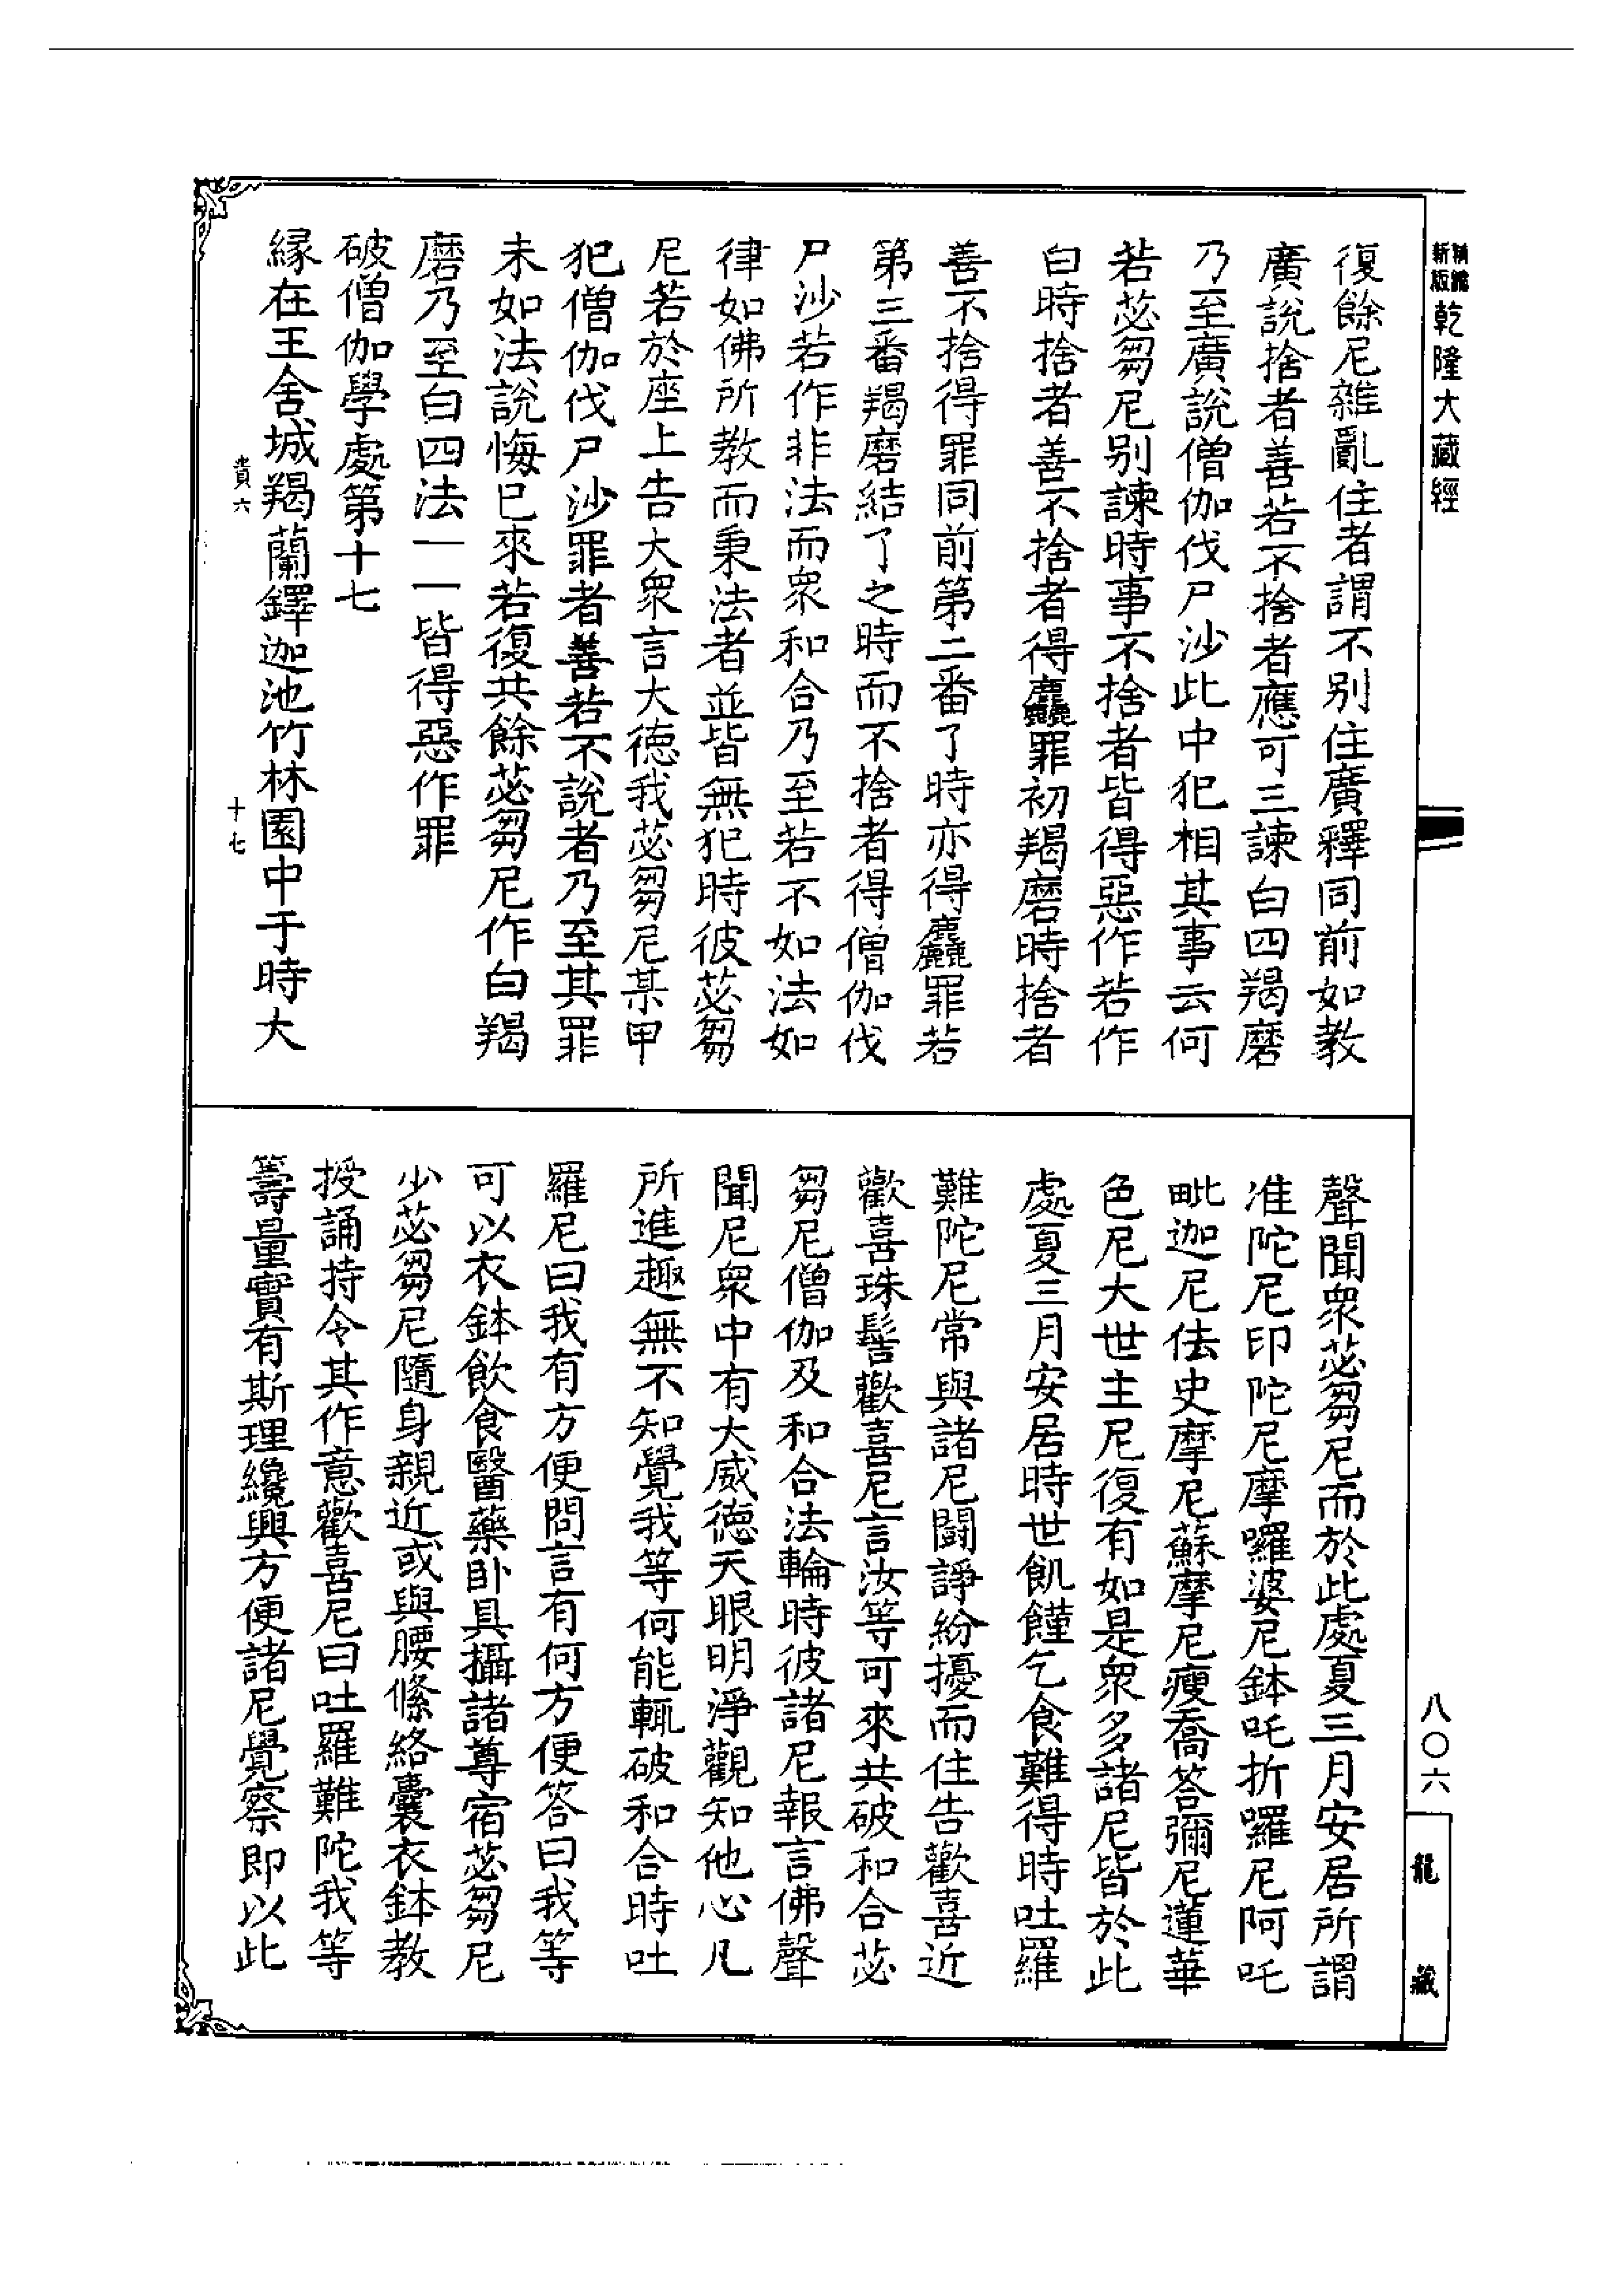 新版
精縮
乾隆大藏經
復餘尼雜亂住者謂不別住廣釋同前如教
廣說捨者善若不捨者應可三諫白四羯磨
乃至廣說僧伽伐尸沙此中犯相其事云何
若苾芻尼別諫時事不捨者皆得惡作若作
白時捨者善不捨者得麤罪初羯磨時捨者
善不捨得罪同前第二番了時亦得麤罪若
第三番羯磨結了之時而不捨者得僧伽伐
尸沙若作非法而眾和合乃至若不如法如
律如佛所教而秉法者並皆無犯時彼苾芻
尼若於座上告大眾言大德我苾芻尼某甲
犯僧伽伐尸沙罪者善若不說者乃至其罪
未如法說悔已來若復共餘苾芻尼作白羯
磨乃至白四法一一皆得惡作罪
破僧伽學處第十七
緣在王舍城羯蘭鐸迦池竹林園中于時大
貴六
十七
聲聞眾苾芻尼而於此處夏三月安居所謂
准陀尼印陀尼摩囉婆尼鉢吒折囉尼阿吒
毗迦尼佉史摩尼蘇摩尼瘦喬答彌尼蓮華
色尼大世主尼復有如是眾多諸尼皆於此
處夏三月安居時世飢饉乞食難得時吐羅
難陀尼常與諸尼鬪諍紛擾而住告歡喜近
歡喜珠髻歡喜尼言汝等可來共破和合苾
芻尼僧伽及和合法輪時彼諸尼報言佛聲
聞尼眾中有大威德天眼明淨觀知他心凡
所進趣無不知覺我等何能輒破和合時吐
羅尼曰我有方便問言有何方便答曰我等
可以衣鉢飲食醫藥卧具攝諸尊宿苾芻尼
少苾芻尼隨身親近或與腰絛絡囊衣鉢教
授誦持令其作意歡喜尼曰吐羅難陀我等
籌量實有斯理纔興方便諸尼覺察即以此
八〇六
龍藏